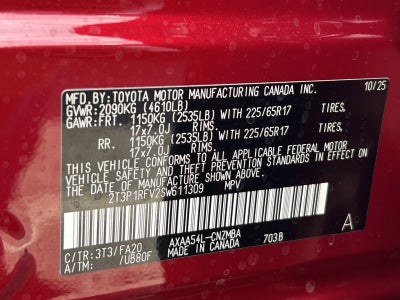 MFD.BY:TOYOTA MOTOR MANUFACTURING CANADA INC. 10/25
GVWR:2090KG (4610LB)
GAWR:FRT. 1150KG (2535LB) WITH 225/65R17 TIRES.
17x7.0J RIMS.
RR. 1150KG (2535LB) WITH 225/65R17 TIRES.
17x7.0J RIMS.
THIS VEHICLE CONFORMS TO ALL APPLICABLE FEDERAL MOTOR
VEHICLE SAFETY AND THEFT PREVENTION STANDARDS IN EFFECT
ON THE DATE OF MANUFACTURE SHOWN ABOVE.
2T3P1RFV2SW611309 MPV
C/TR:3T3/FA20 AXAA54L-CNZMBA A
A/TM: /UB80F MADE IN CANADA 703B